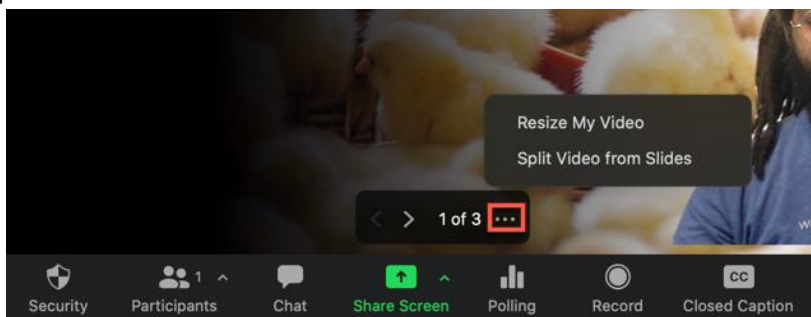 Resize My Video
Split Video from Slides
< > 1 of 3 ...
1
Security Participants Chat Share Screen Polling Record Closed Caption
CC